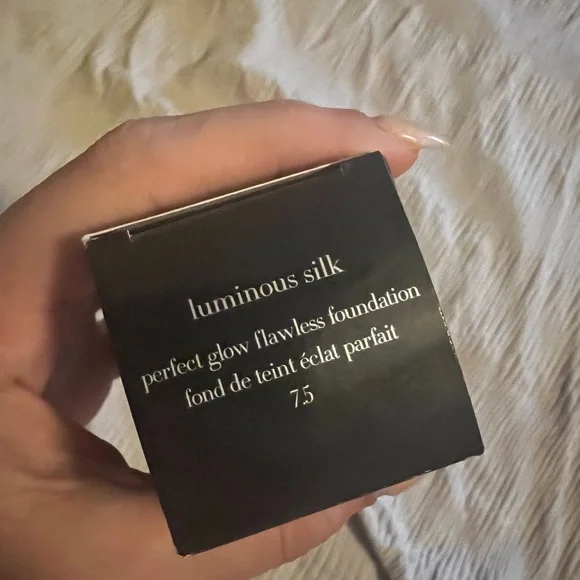 luminous silk
perfect glow flawless foundation
fond de teint éclat parfait
7.5